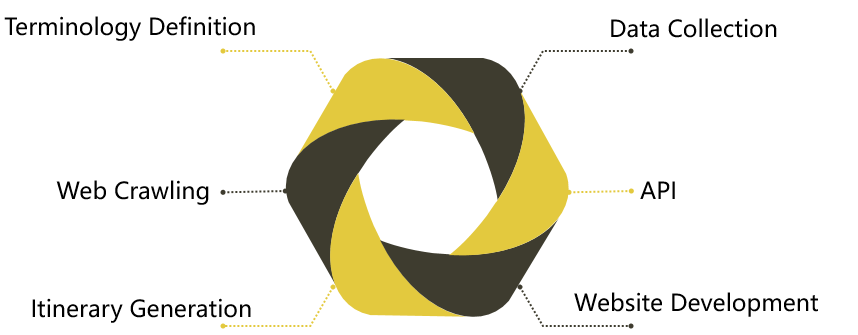 Terminology Definition
Data Collection
Web Crawling
API
Itinerary Generation
Website Development